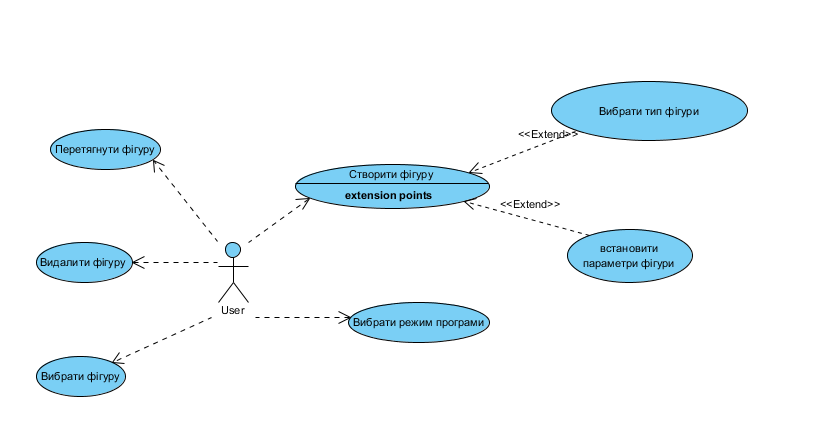 Вибрати тип фігури
<<Extend>>
Перетягнути фігуру
Створити фігуру
extension points
<<Extend>>
встановити
параметри фігури
Видалити фігуру
User
Вибрати режим програми
Вибрати фігуру